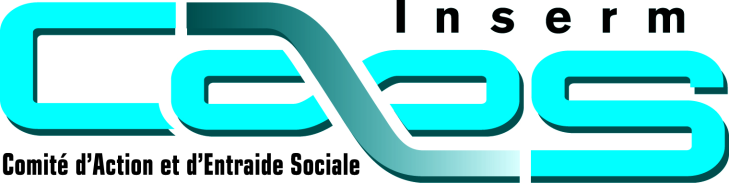 Inserm
Caes
Comité d'Action et d'Entraide Sociale